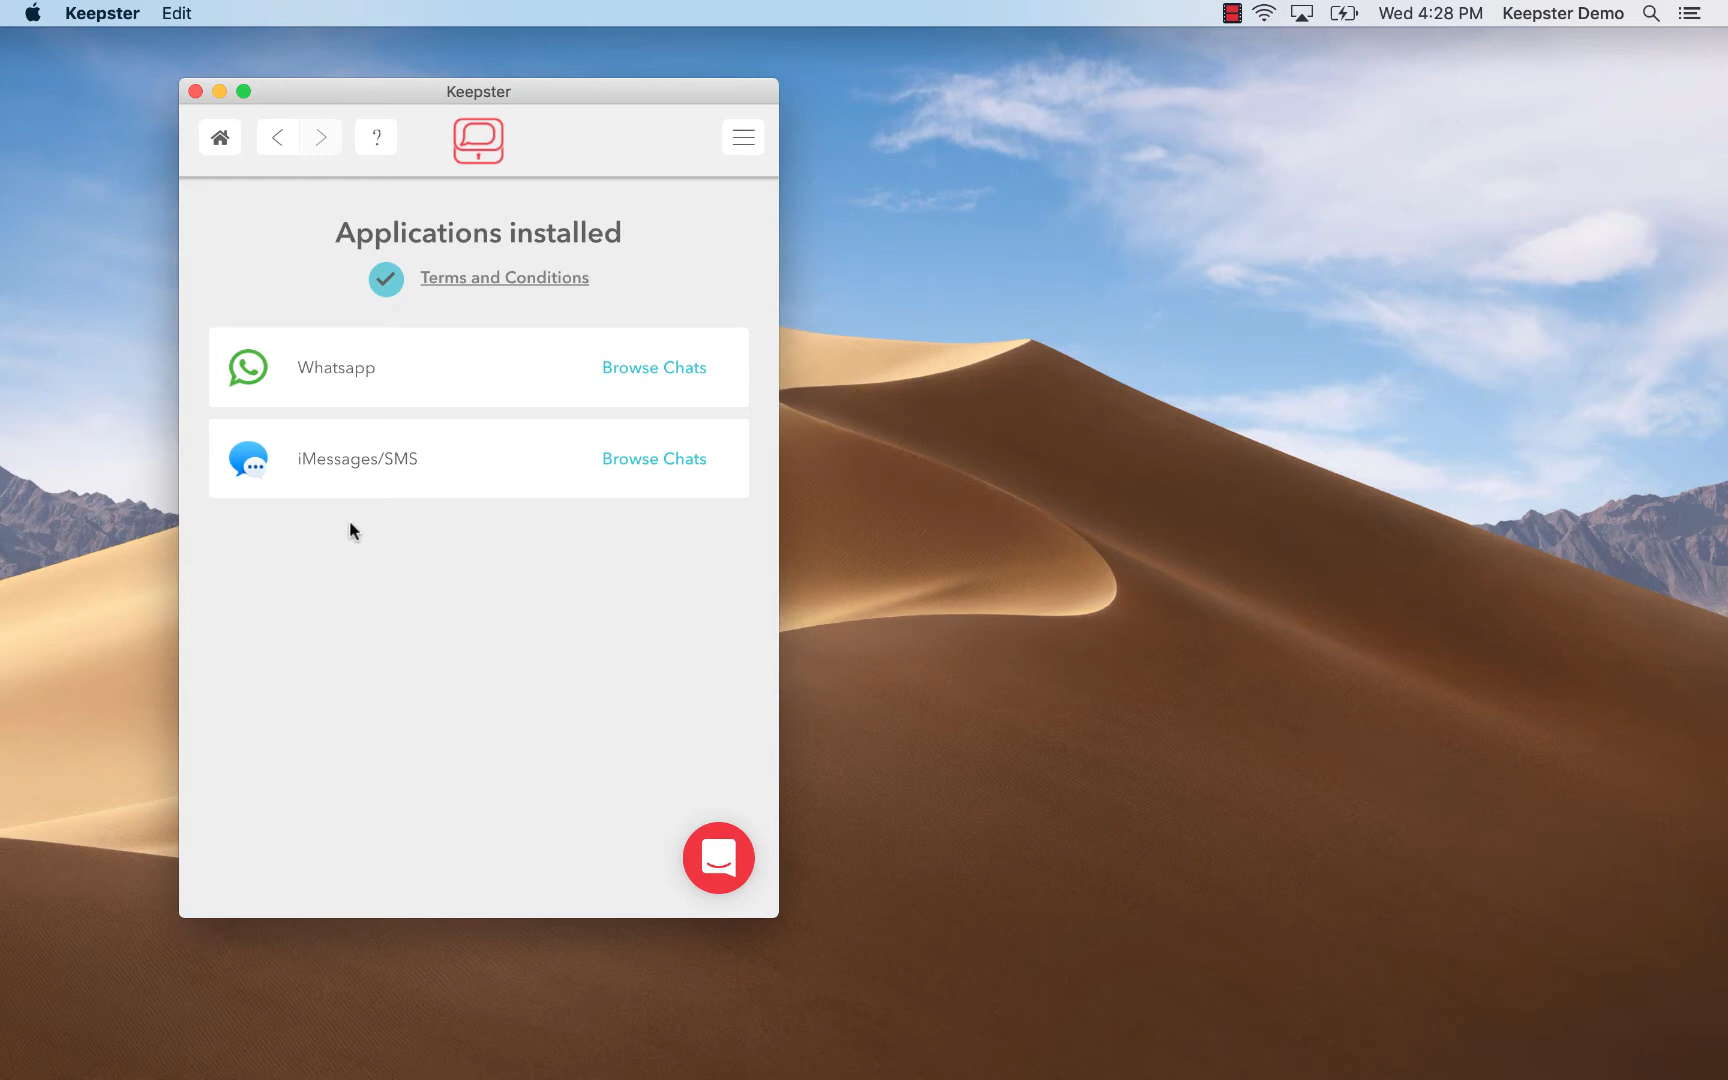 Keepster Edit Wed 4:28 PM Keepster Demo
Keepster
?
Applications installed
Terms and Conditions
Whatsapp Browse Chats
iMessages/SMS Browse Chats